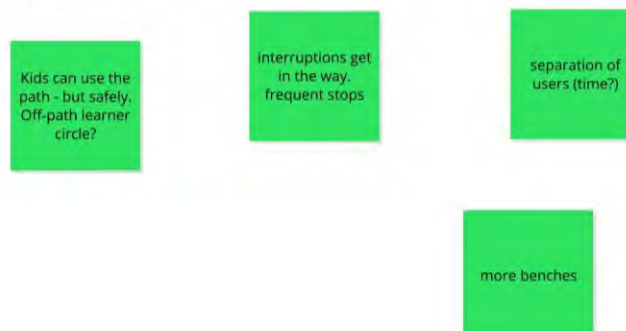 Kids can use the
path - but safely.
Off-path learner
circle?
interruptions get
in the way.
frequent stops
separation of
users (time?)
more benches